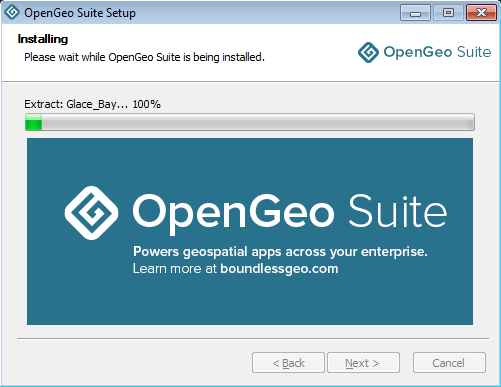 OpenGeo Suite Setup
Installing
Please wait while OpenGeo Suite is being installed.
OpenGeo Suite
Extract: Glace_Bay... 100%
OpenGeo Suite
Powers geospatial apps across your enterprise.
Learn more at boundlessgeo.com
< Back Next > Cancel